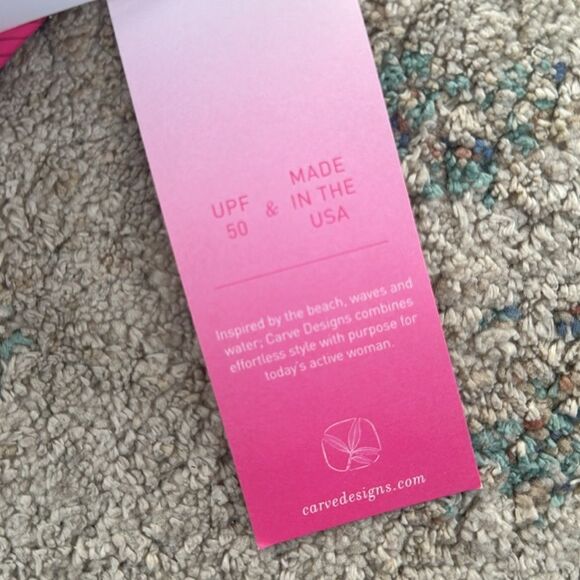 UPF
50
&
MADE
IN THE
USA
Inspired by the beach, waves and
water; Carve Designs combines
effortless style with purpose for
today's active woman.
carvedesigns.com